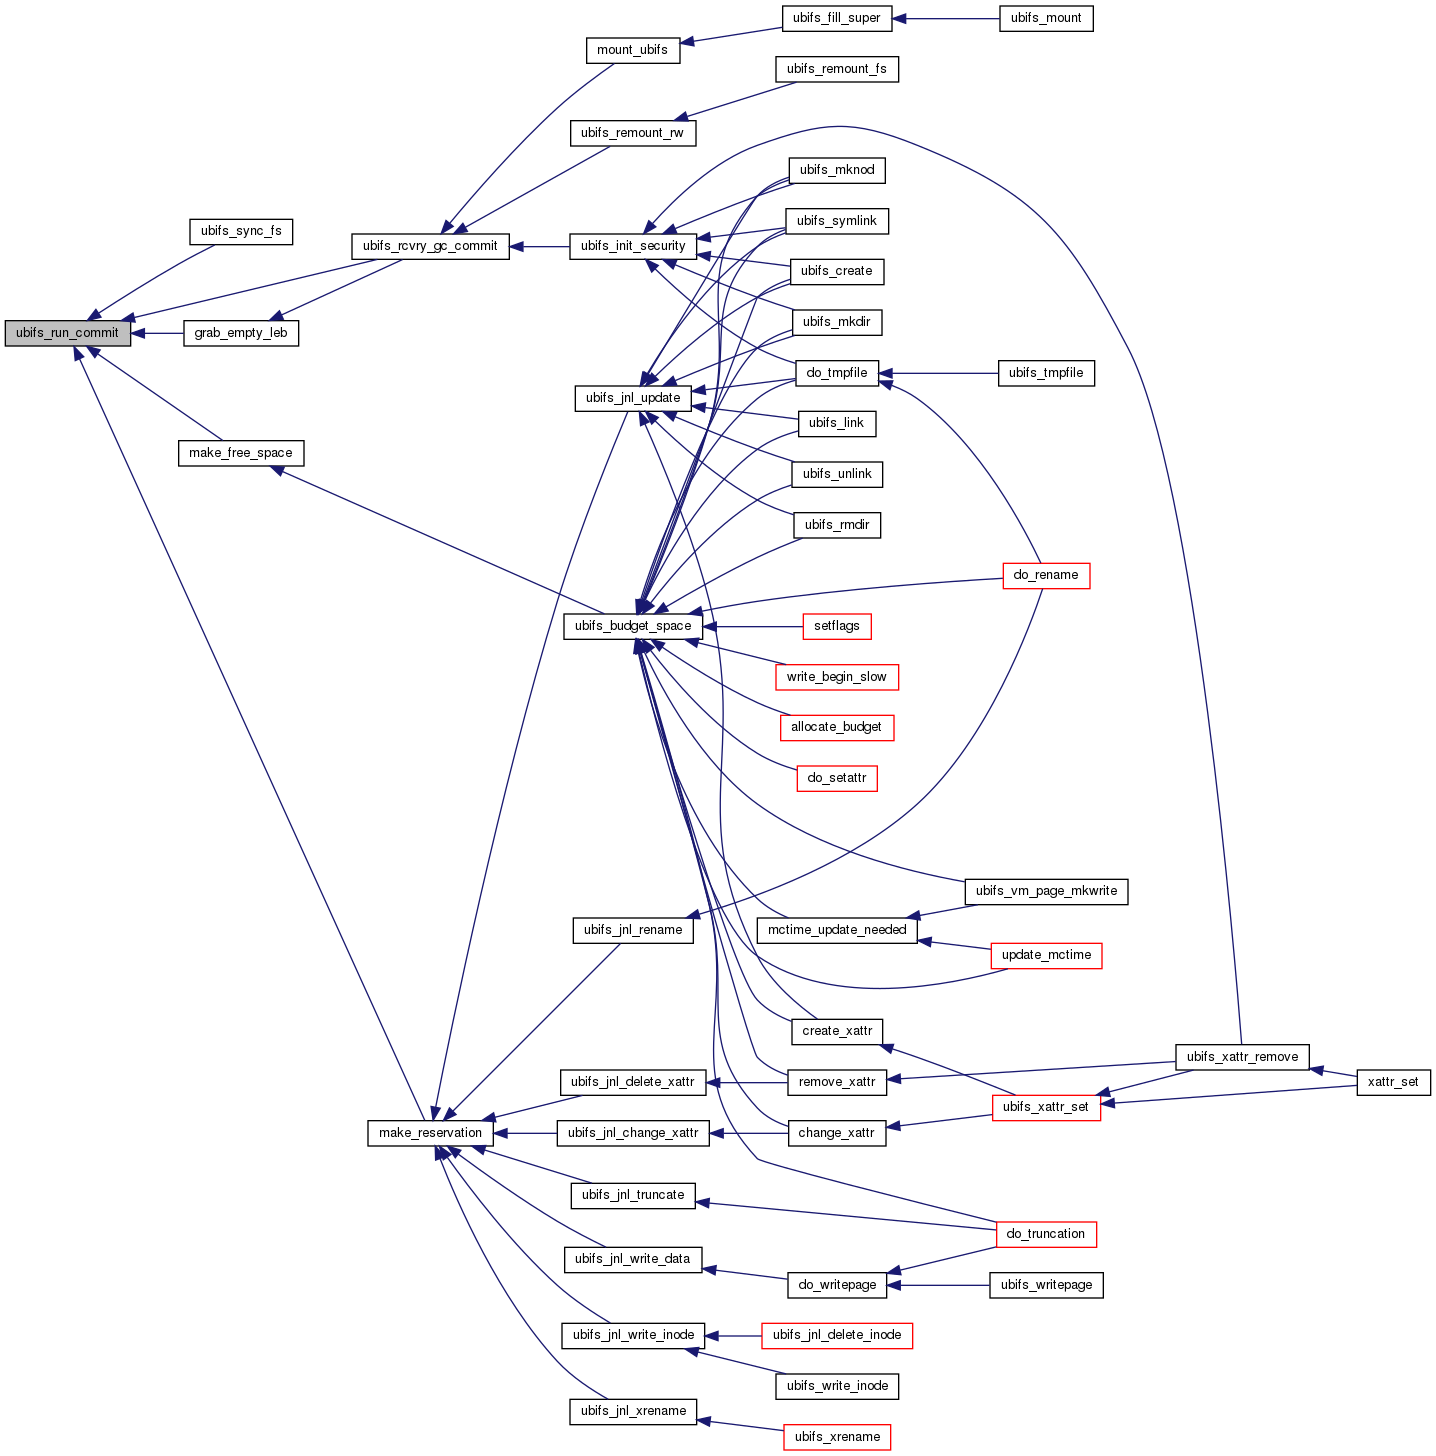 ubifs_fill_super
ubifs_mount
mount_ubifs
ubifs_remount_fs
ubifs_remount_rw
ubifs_mknod
ubifs_symlink
ubifs_sync_fs
ubifs_rcvry_gc_commit
ubifs_init_security
ubifs_create
ubifs_mkdir
ubifs_run_commit
grab_empty_leb
do_tmpfile
ubifs_tmpfile
ubifs_jnl_update
ubifs_link
make_free_space
ubifs_unlink
ubifs_rmdir
do_rename
ubifs_budget_space
setflags
write_begin_slow
allocate_budget
do_setattr
ubifs_vm_page_mkwrite
ubifs_jnl_rename
mctime_update_needed
update_mctime
create_xattr
ubifs_xattr_remove
ubifs_jnl_delete_xattr
remove_xattr
xattr_set
ubifs_xattr_set
make_reservation
ubifs_jnl_change_xattr
change_xattr
ubifs_jnl_truncate
do_truncation
ubifs_jnl_write_data
do_writepage
ubifs_writepage
ubifs_jnl_write_inode
ubifs_jnl_delete_inode
ubifs_write_inode
ubifs_jnl_xrename
ubifs_xrename